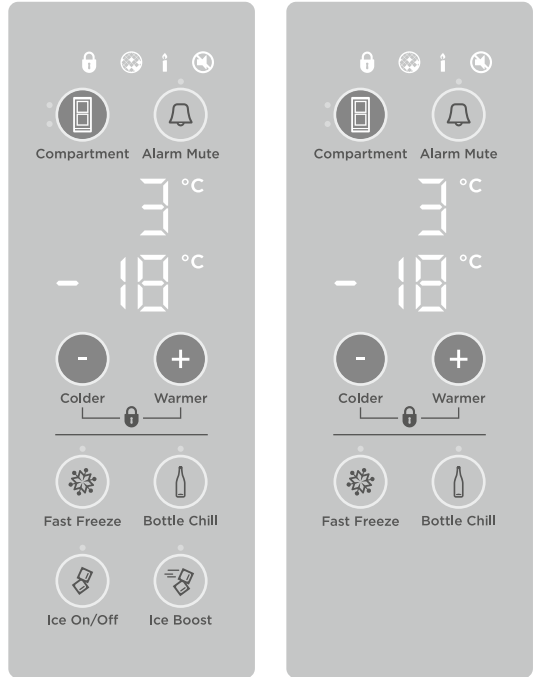 Compartment Alarm Mute
3 °C
- 18 °C
- +
Colder Warmer
Fast Freeze Bottle Chill
Ice On/Off Ice Boost
Compartment Alarm Mute
3 °C
- 18 °C
- +
Colder Warmer
Fast Freeze Bottle Chill